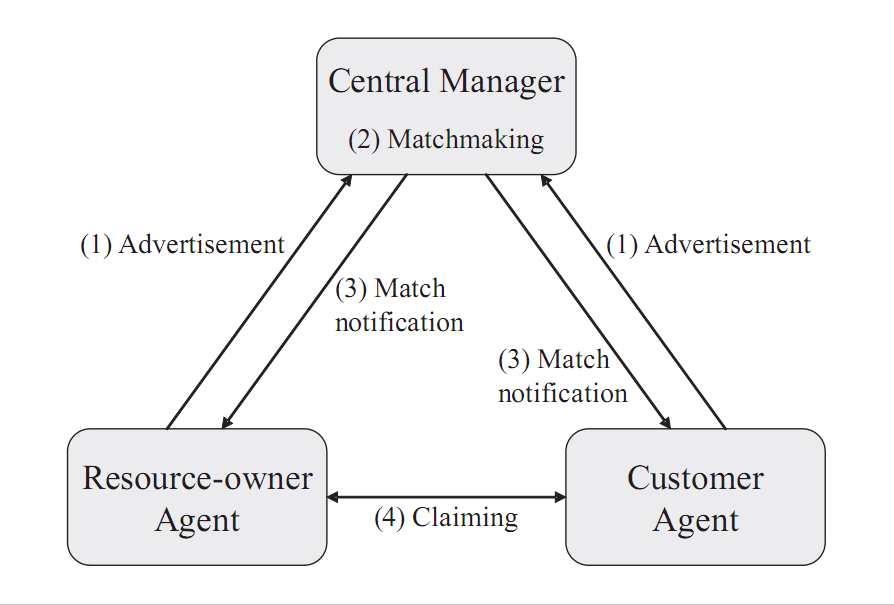 Central Manager
(2) Matchmaking
(1) Advertisement
(1) Advertisement
(3) Match
notification
(3) Match
notification
Resource-owner
Agent
Customer
Agent
(4) Claiming